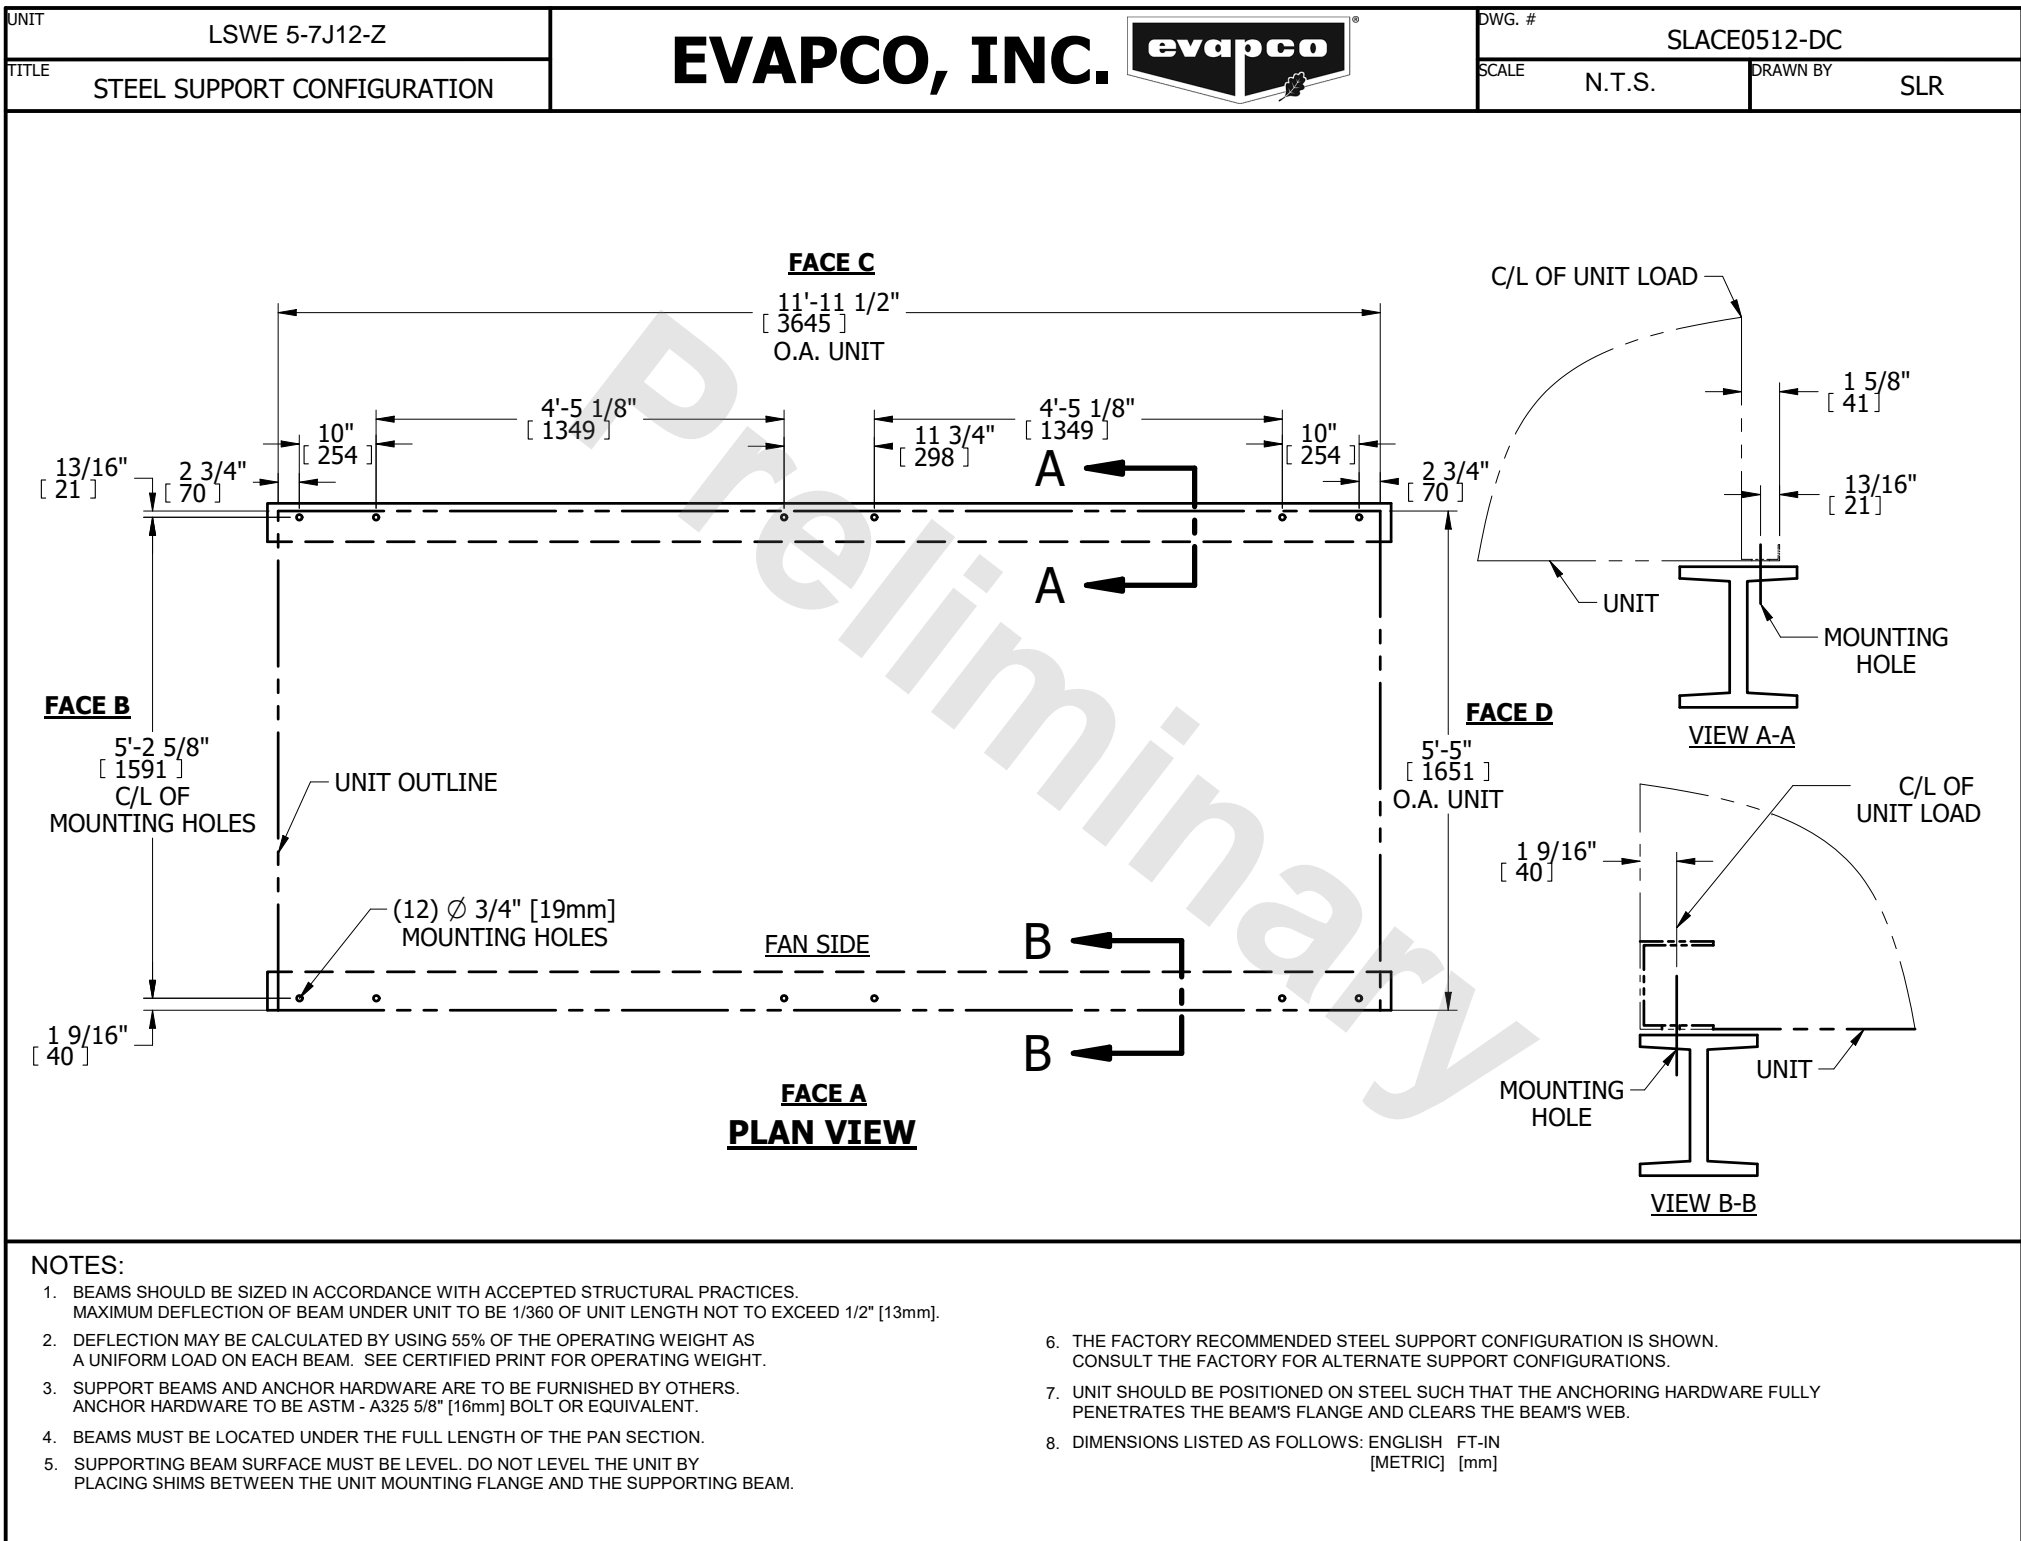 UNIT
LSWE 5-7J12-Z
TITLE
STEEL SUPPORT CONFIGURATION
EVAPCO, INC.
evapco
®
DWG. #
SLACE0512-DC
SCALE
N.T.S.
DRAWN BY
SLR
FACE C
11'-11 1/2"
[ 3645 ]
O.A. UNIT
4'-5 1/8"
[ 1349 ]
4'-5 1/8"
[ 1349 ]
10"
[ 254 ]
11 3/4"
[ 298 ]
10"
[ 254 ]
13/16"
[ 21 ]
2 3/4"
[ 70 ]
2 3/4"
[ 70 ]
A
A
FACE B
5'-2 5/8"
[ 1591 ]
C/L OF
MOUNTING HOLES
UNIT OUTLINE
FACE D
5'-5"
[ 1651 ]
O.A. UNIT
(12) Ø 3/4" [19mm]
MOUNTING HOLES
FAN SIDE
B
B
1 9/16"
[ 40 ]
FACE A
PLAN VIEW
Preliminary
C/L OF UNIT LOAD
1 5/8"
[ 41 ]
13/16"
[ 21 ]
UNIT
MOUNTING
HOLE
VIEW A-A
C/L OF
UNIT LOAD
1 9/16"
[ 40 ]
UNIT
MOUNTING
HOLE
VIEW B-B
NOTES:
1. BEAMS SHOULD BE SIZED IN ACCORDANCE WITH ACCEPTED STRUCTURAL PRACTICES.
MAXIMUM DEFLECTION OF BEAM UNDER UNIT TO BE 1/360 OF UNIT LENGTH NOT TO EXCEED 1/2" [13mm].
2. DEFLECTION MAY BE CALCULATED BY USING 55% OF THE OPERATING WEIGHT AS
A UNIFORM LOAD ON EACH BEAM. SEE CERTIFIED PRINT FOR OPERATING WEIGHT.
3. SUPPORT BEAMS AND ANCHOR HARDWARE ARE TO BE FURNISHED BY OTHERS.
ANCHOR HARDWARE TO BE ASTM - A325 5/8" [16mm] BOLT OR EQUIVALENT.
4. BEAMS MUST BE LOCATED UNDER THE FULL LENGTH OF THE PAN SECTION.
5. SUPPORTING BEAM SURFACE MUST BE LEVEL. DO NOT LEVEL THE UNIT BY
PLACING SHIMS BETWEEN THE UNIT MOUNTING FLANGE AND THE SUPPORTING BEAM.
6. THE FACTORY RECOMMENDED STEEL SUPPORT CONFIGURATION IS SHOWN.
CONSULT THE FACTORY FOR ALTERNATE SUPPORT CONFIGURATIONS.
7. UNIT SHOULD BE POSITIONED ON STEEL SUCH THAT THE ANCHORING HARDWARE FULLY
PENETRATES THE BEAM'S FLANGE AND CLEARS THE BEAM'S WEB.
8. DIMENSIONS LISTED AS FOLLOWS: ENGLISH FT-IN
[METRIC] [mm]